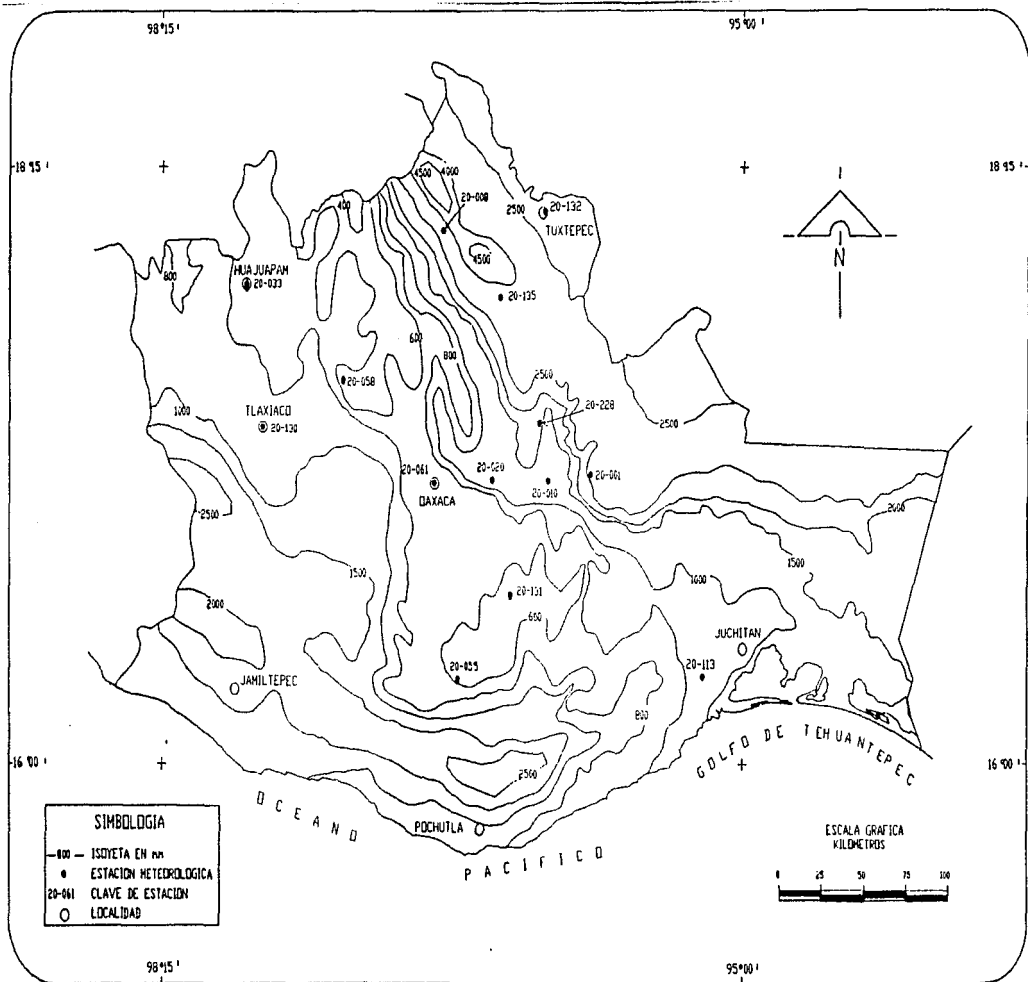 98°15'
95°00'
18°45'
18°45'
4500
4000
20-008
400
2500
20-132
TUXTEPEC
N
4500
800
HUAJUAPAM
20-033
20-135
600
800
2500
20-058
20-228
1000
TLAXIACO
20-130
2500
20-061
OAXACA
20-020
20-010
20-001
2000
2500
1500
1500
1000
20-131
600
2000
JUCHITAN
20-055
20-113
JAMILTEPEC
800
16°00'
16°00'
2500
GOLFO DE TEHUANTEPEC
OCEANO
PACIFICO
POCHUTLA
SIMBOLOGIA
—800— ISOYETA EN mm
ESTACION METEOROLOGICA
20-061 CLAVE DE ESTACION
LOCALIDAD
ESCALA GRAFICA
KILOMETROS
0 25 50 75 100
98°15'
95°00'